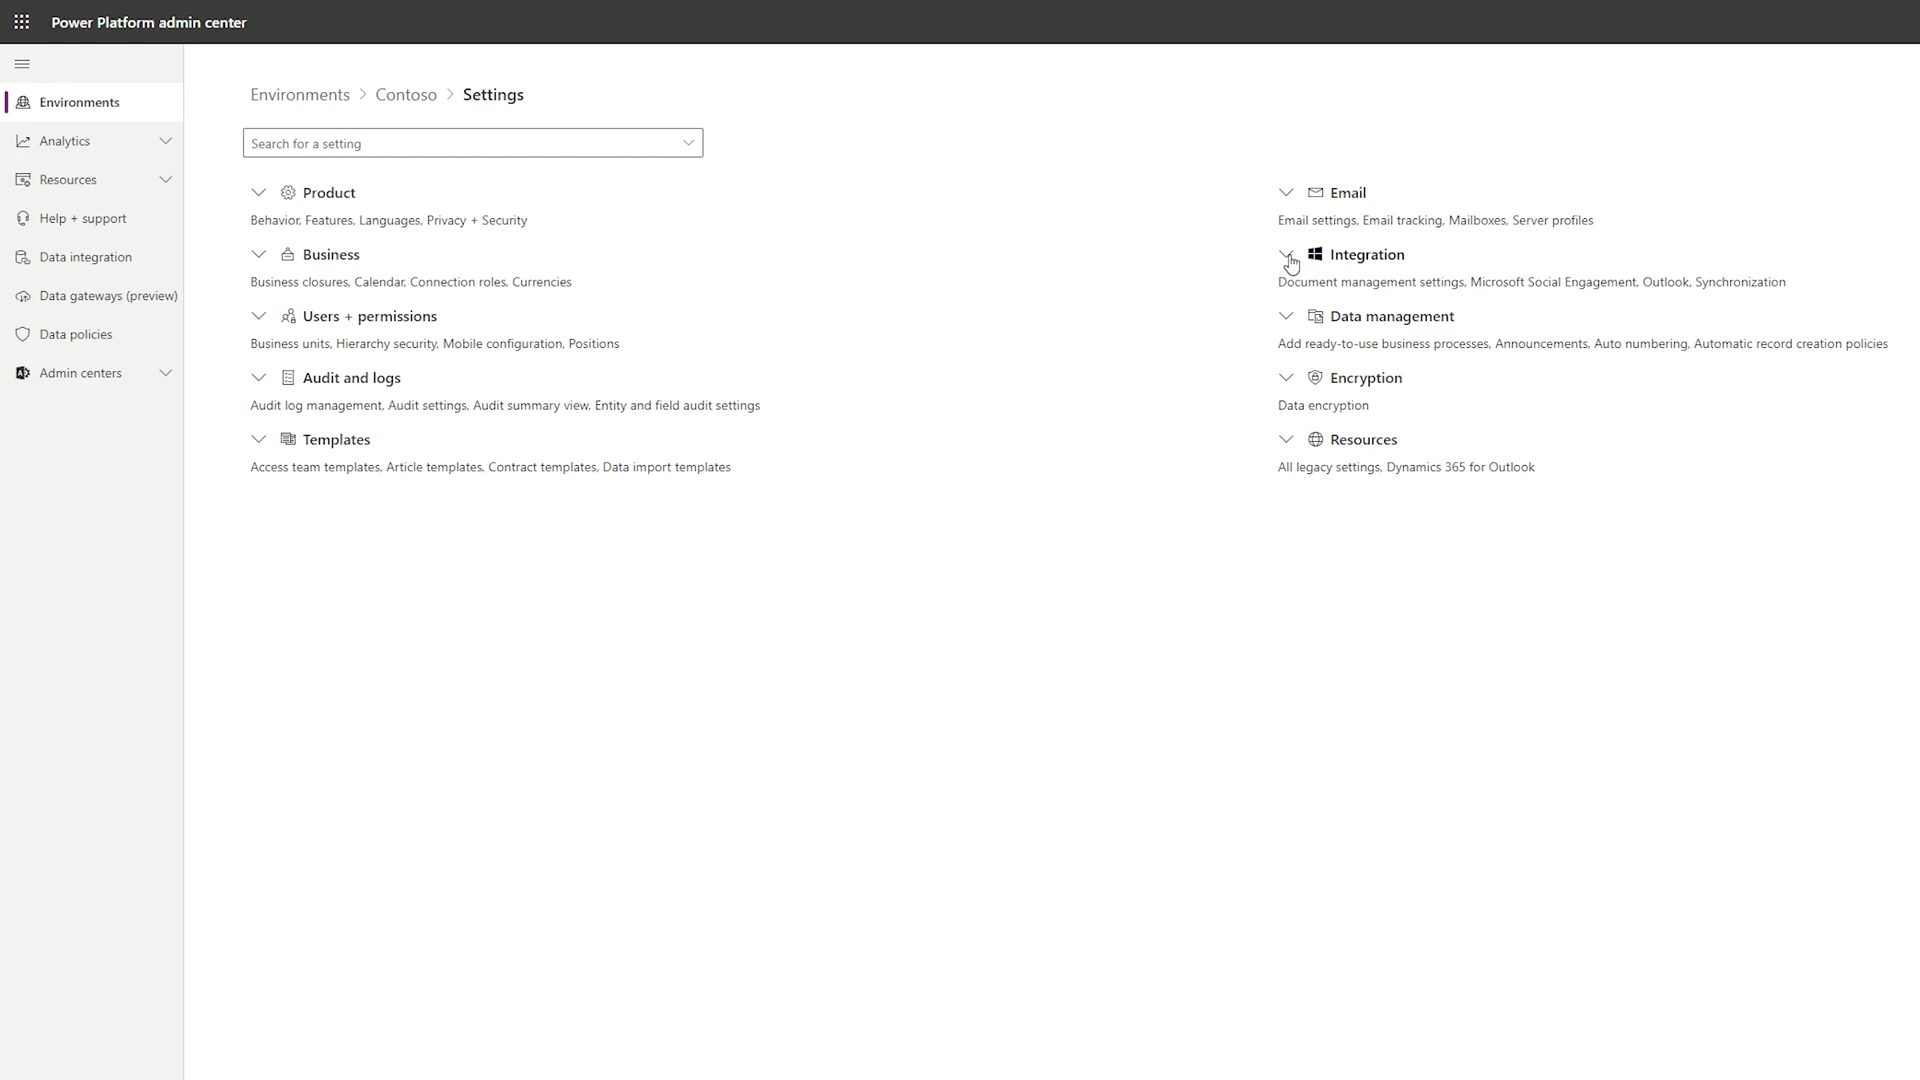 Power Platform admin center
Environments
Analytics
Resources
Help + support
Data integration
Data gateways (preview)
Data policies
Admin centers
Environments > Contoso > Settings
Search for a setting
Product
Behavior, Features, Languages, Privacy + Security
Business
Business closures, Calendar, Connection roles, Currencies
Users + permissions
Business units, Hierarchy security, Mobile configuration, Positions
Audit and logs
Audit log management, Audit settings, Audit summary view, Entity and field audit settings
Templates
Access team templates, Article templates, Contract templates, Data import templates
Email
Email settings, Email tracking, Mailboxes, Server profiles
Integration
Document management settings, Microsoft Social Engagement, Outlook, Synchronization
Data management
Add ready-to-use business processes, Announcements, Auto numbering, Automatic record creation policies
Encryption
Data encryption
Resources
All legacy settings, Dynamics 365 for Outlook